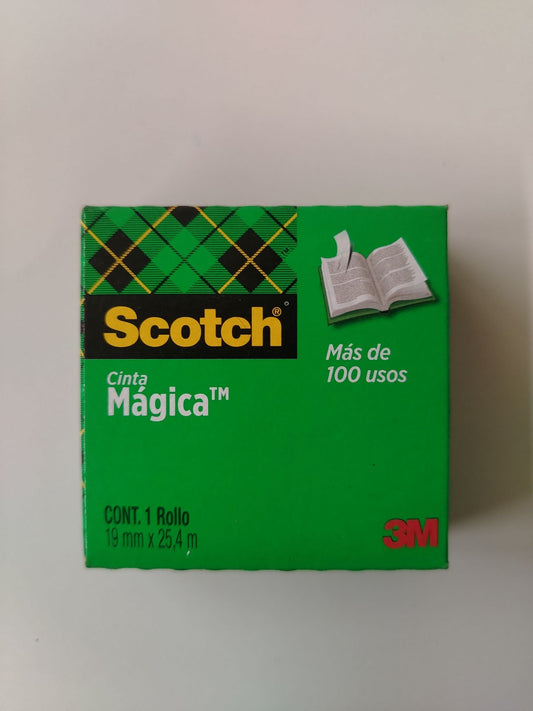 Scotch®
Cinta
Mágica™
Más de
100 usos
CONT. 1 Rollo
19 mm x 25,4 m
3M